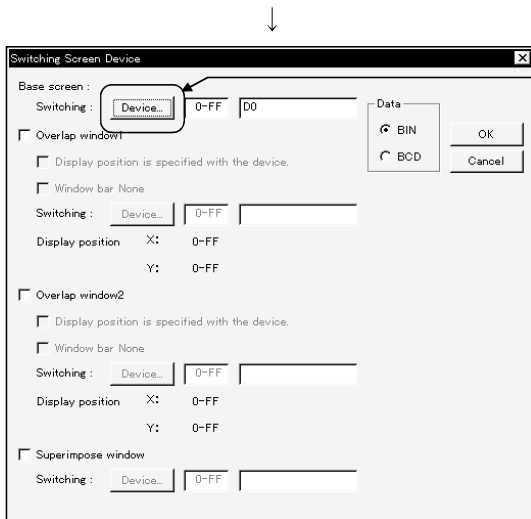 ↓
Switching Screen Device
Base screen :
Switching : Device... 0-FF D0
Data
BIN
BCD
OK
Cancel
Overlap window1
Display position is specified with the device.
Window bar None
Switching : Device... 0-FF
Display position X: 0-FF
Y: 0-FF
Overlap window2
Display position is specified with the device.
Window bar None
Switching : Device... 0-FF
Display position X: 0-FF
Y: 0-FF
Superimpose window
Switching : Device... 0-FF